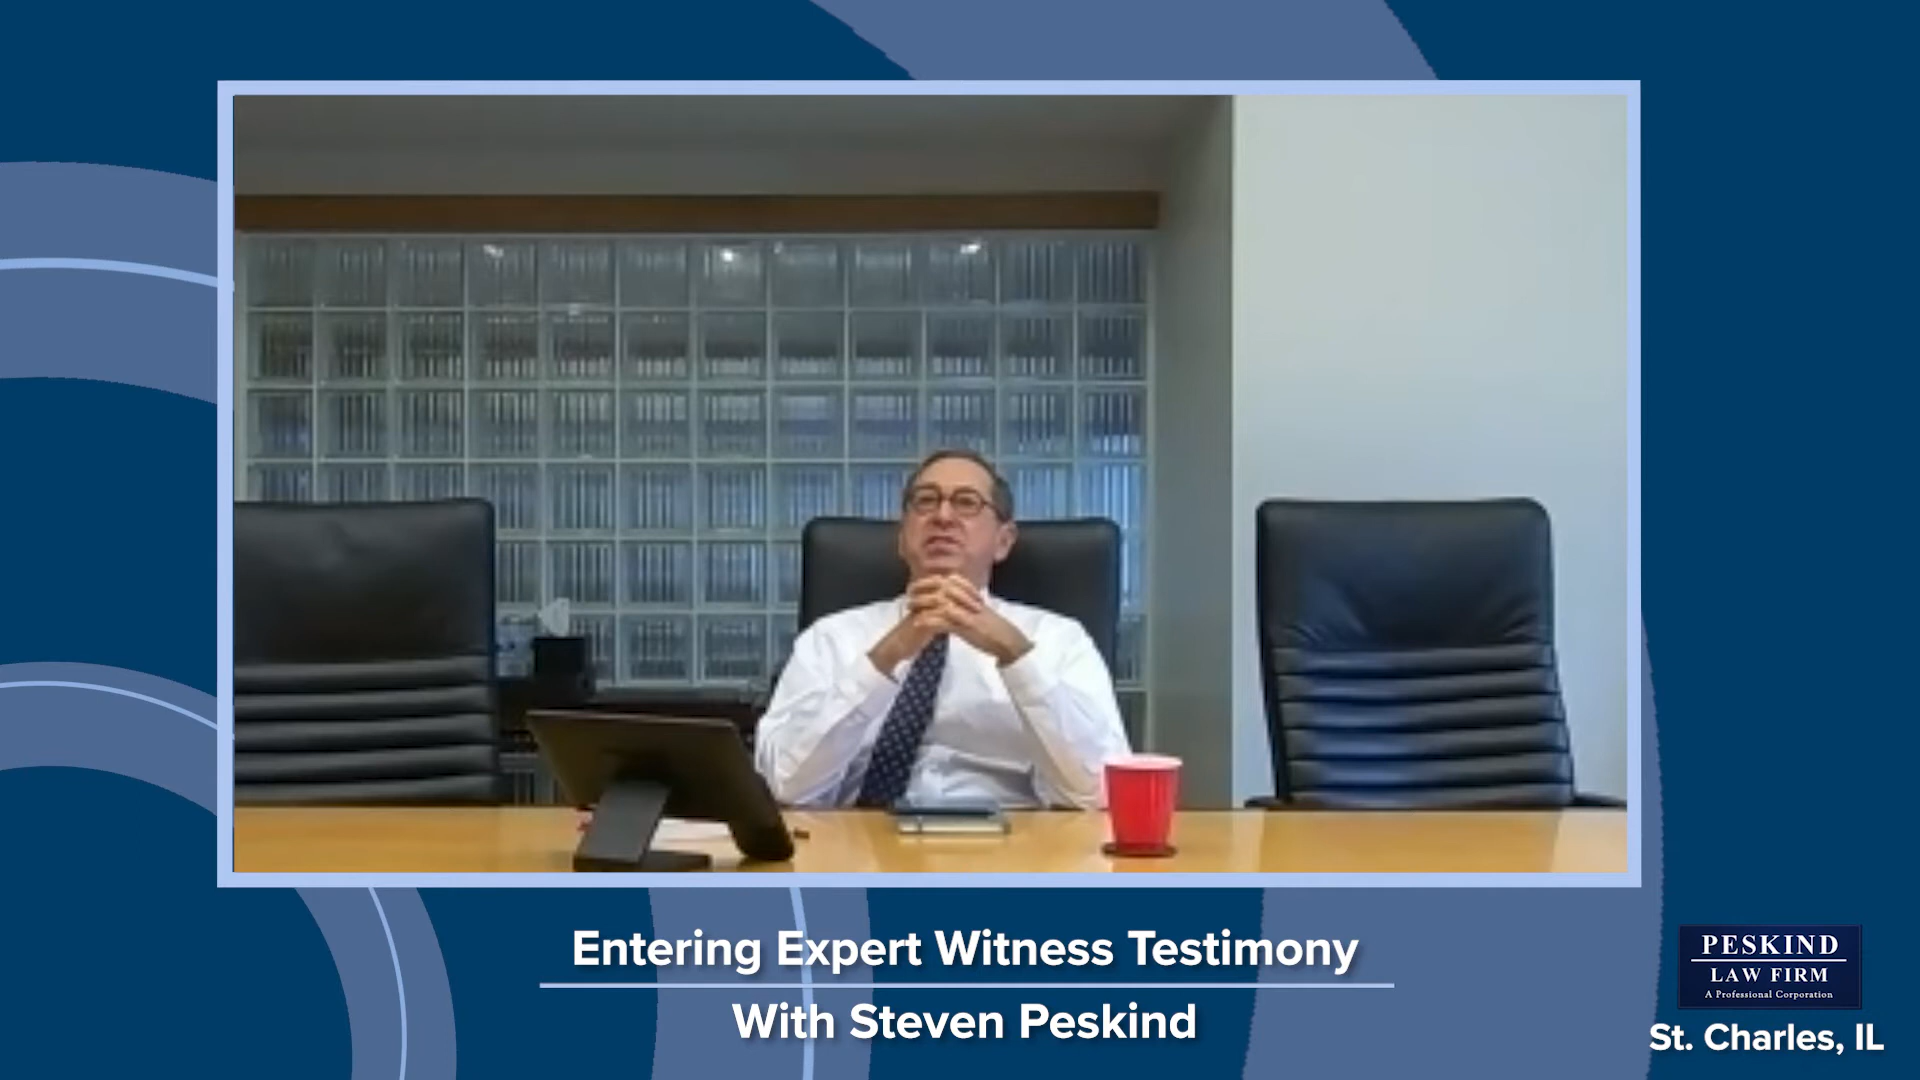 Entering Expert Witness Testimony
With Steven Peskind
PESKIND
LAW FIRM
A Professional Corporation
St. Charles, IL